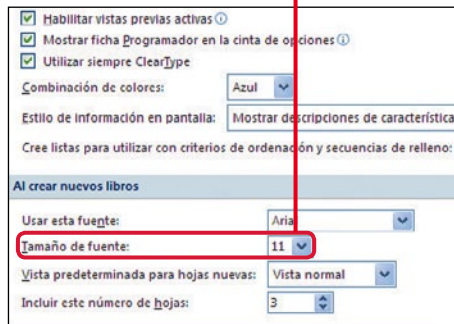 Habilitar vistas previas activas
Mostrar ficha Programador en la cinta de opciones
Utilizar siempre ClearType
Combinación de colores: Azul
Estilo de información en pantalla: Mostrar descripciones de característica
Cree listas para utilizar con criterios de ordenación y secuencias de relleno:
Al crear nuevos libros
Usar esta fuente: Aria
Tamaño de fuente: 11
Vista predeterminada para hojas nuevas: Vista normal
Incluir este número de hojas: 3